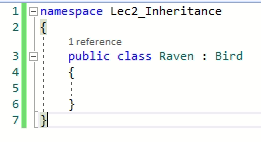 1 namespace Lec2_Inheritance
2 {
1 reference
3 public class Raven : Bird
4 {
5
6 }
7 }